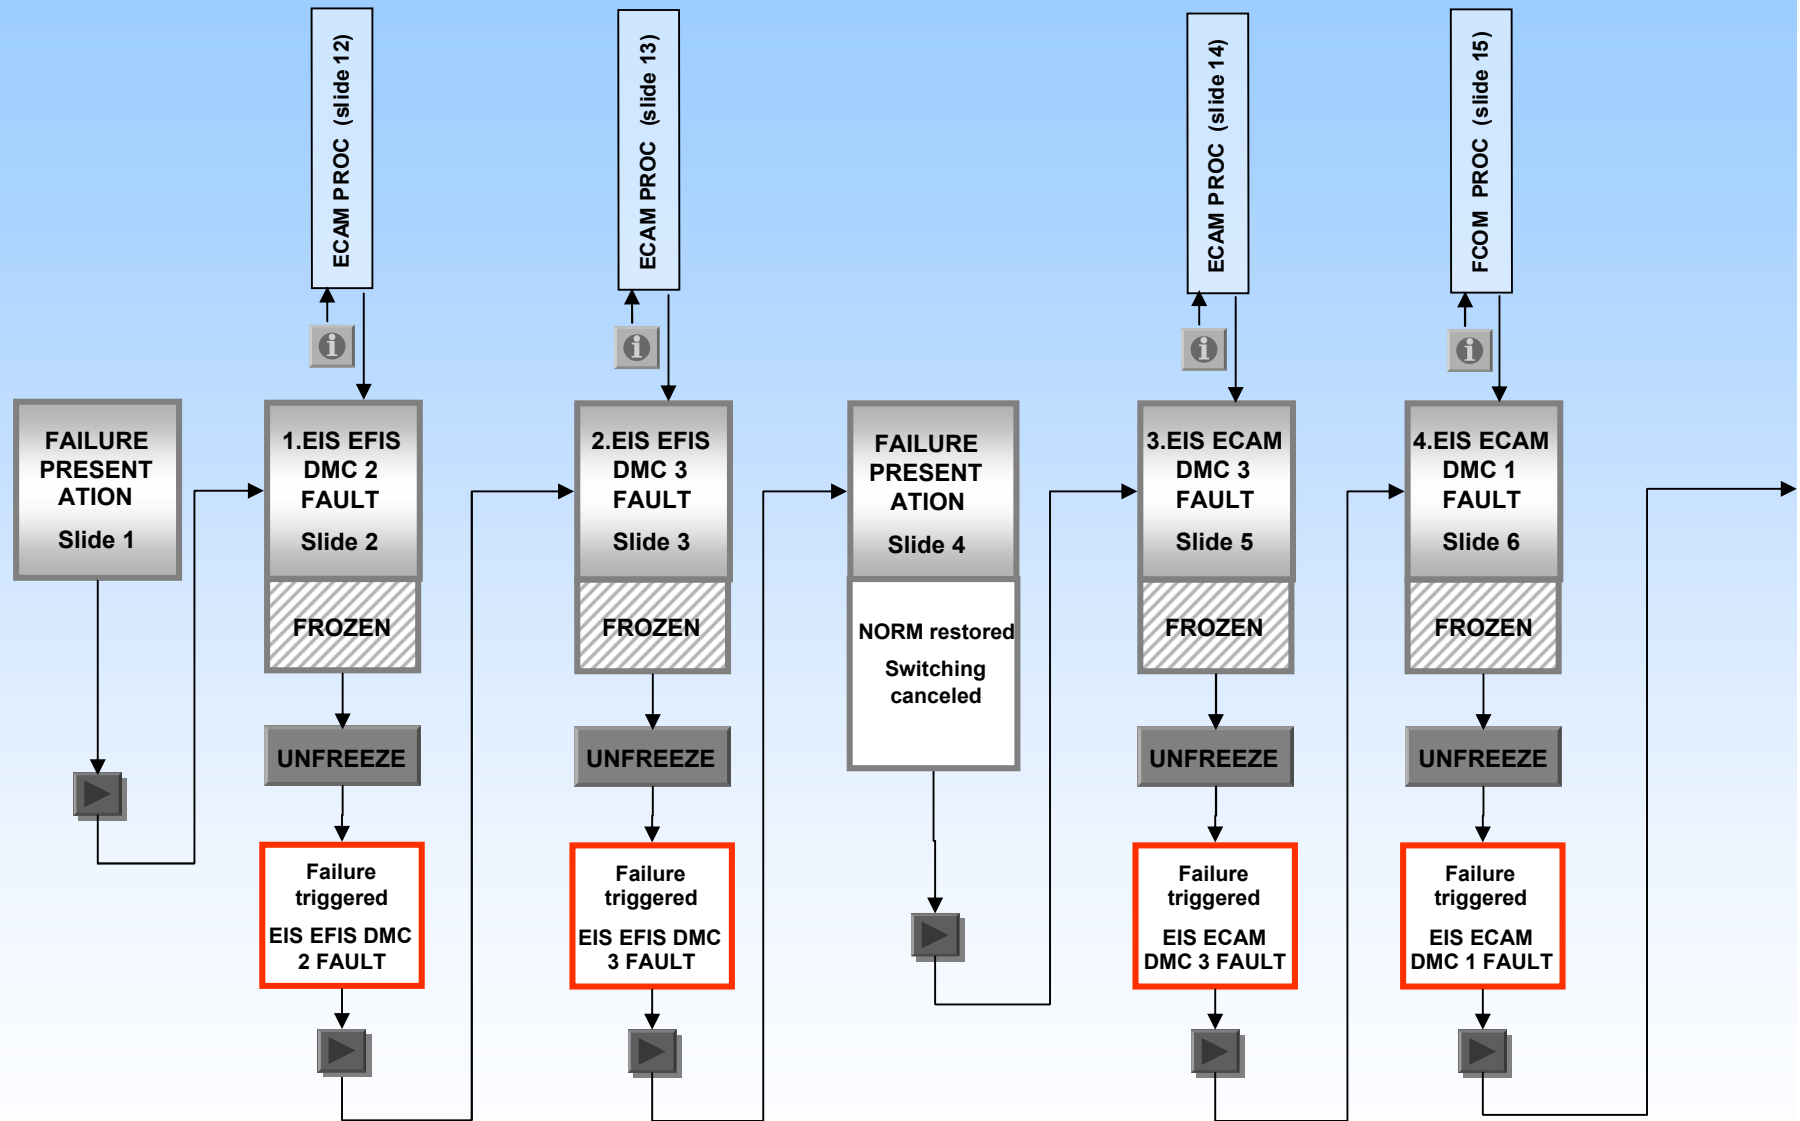 ECAM PROC (slide 12)
ECAM PROC (slide 13)
ECAM PROC (slide 14)
FCOM PROC (slide 15)
FAILURE
PRESENT
ATION
Slide 1
1.EIS EFIS
DMC 2
FAULT
Slide 2
FROZEN
UNFREEZE
Failure
triggered
EIS EFIS DMC
2 FAULT
2.EIS EFIS
DMC 3
FAULT
Slide 3
FROZEN
UNFREEZE
Failure
triggered
EIS EFIS DMC
3 FAULT
FAILURE
PRESENT
ATION
Slide 4
NORM restored
Switching
canceled
3.EIS ECAM
DMC 3
FAULT
Slide 5
FROZEN
UNFREEZE
Failure
triggered
EIS ECAM
DMC 3 FAULT
4.EIS ECAM
DMC 1
FAULT
Slide 6
FROZEN
UNFREEZE
Failure
triggered
EIS ECAM
DMC 1 FAULT